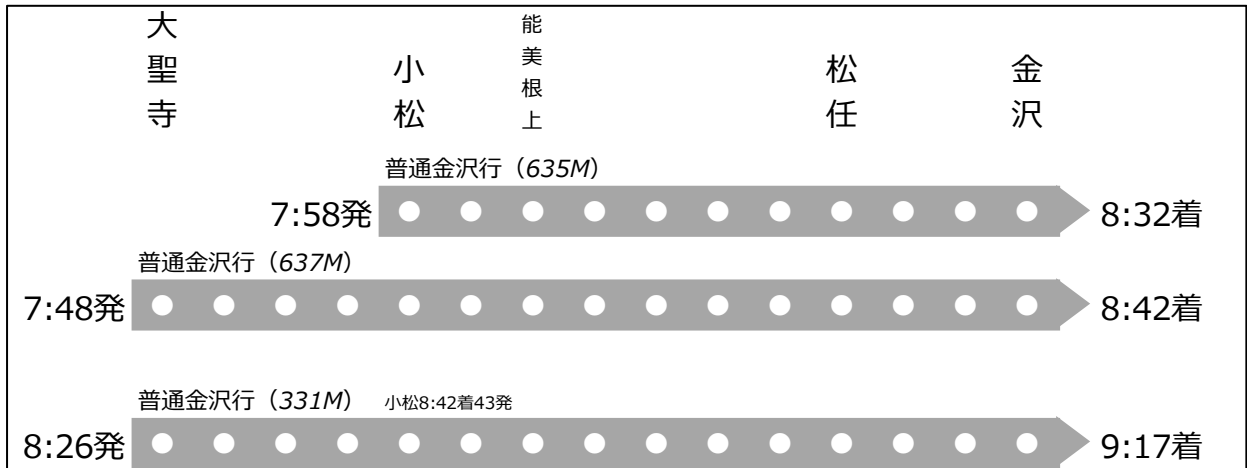 大聖寺
小松
能美根上
松任
金沢
普通金沢行（635M）
7:58発
8:32着
普通金沢行（637M）
7:48発
8:42着
普通金沢行（331M） 小松8:42着43発
8:26発
9:17着